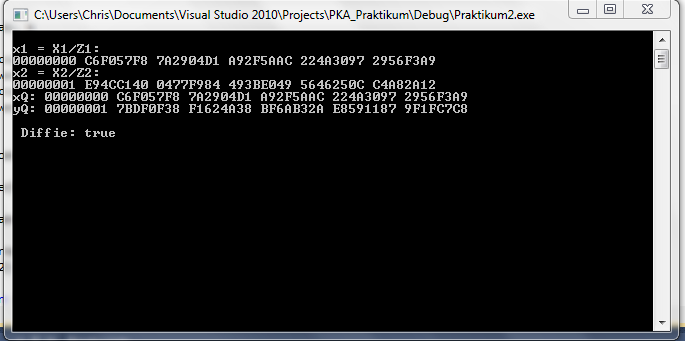 C:\Users\Chris\Documents\Visual Studio 2010\Projects\PKA_Praktikum\Debug\Praktikum2.exe
x1 = X1/Z1:
00000000 C6F057F8 7A2904D1 A92F5AAC 224A3097 2956F3A9
x2 = X2/Z2:
00000001 E94CC140 0477F984 493BE049 5646250C C4A82A12
xQ: 00000000 C6F057F8 7A2904D1 A92F5AAC 224A3097 2956F3A9
yQ: 00000001 7BDF0F38 F1624A38 BF6AB32A E8591187 9F1FC7C8
Diffie: true